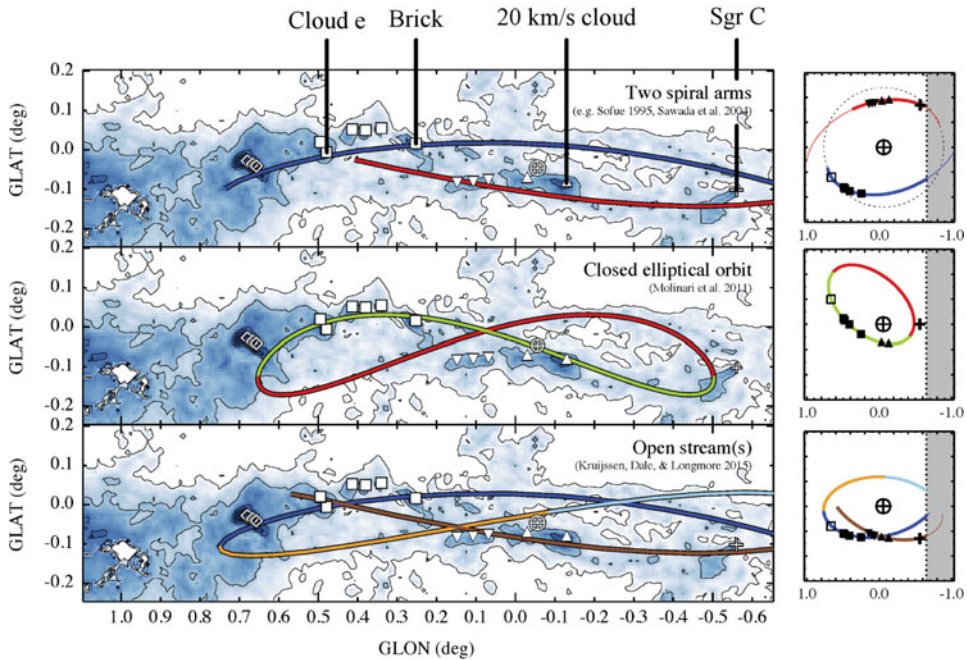 Cloud e Brick 20 km/s cloud Sgr C
Two spiral arms
(e.g. Sofue 1995, Sawada et al. 2004)
GLAT (deg)
0.2
0.1
0.0
-0.1
-0.2
1.0 0.0 -1.0
Closed elliptical orbit
(Molinari et al. 2011)
GLAT (deg)
0.2
0.1
0.0
-0.1
-0.2
1.0 0.0 -1.0
Open stream(s)
(Kruijssen, Dale, & Longmore 2015)
GLAT (deg)
0.2
0.1
0.0
-0.1
-0.2
1.0 0.9 0.8 0.7 0.6 0.5 0.4 0.3 0.2 0.1 0.0 -0.1 -0.2 -0.3 -0.4 -0.5 -0.6
1.0 0.0 -1.0
GLON (deg)